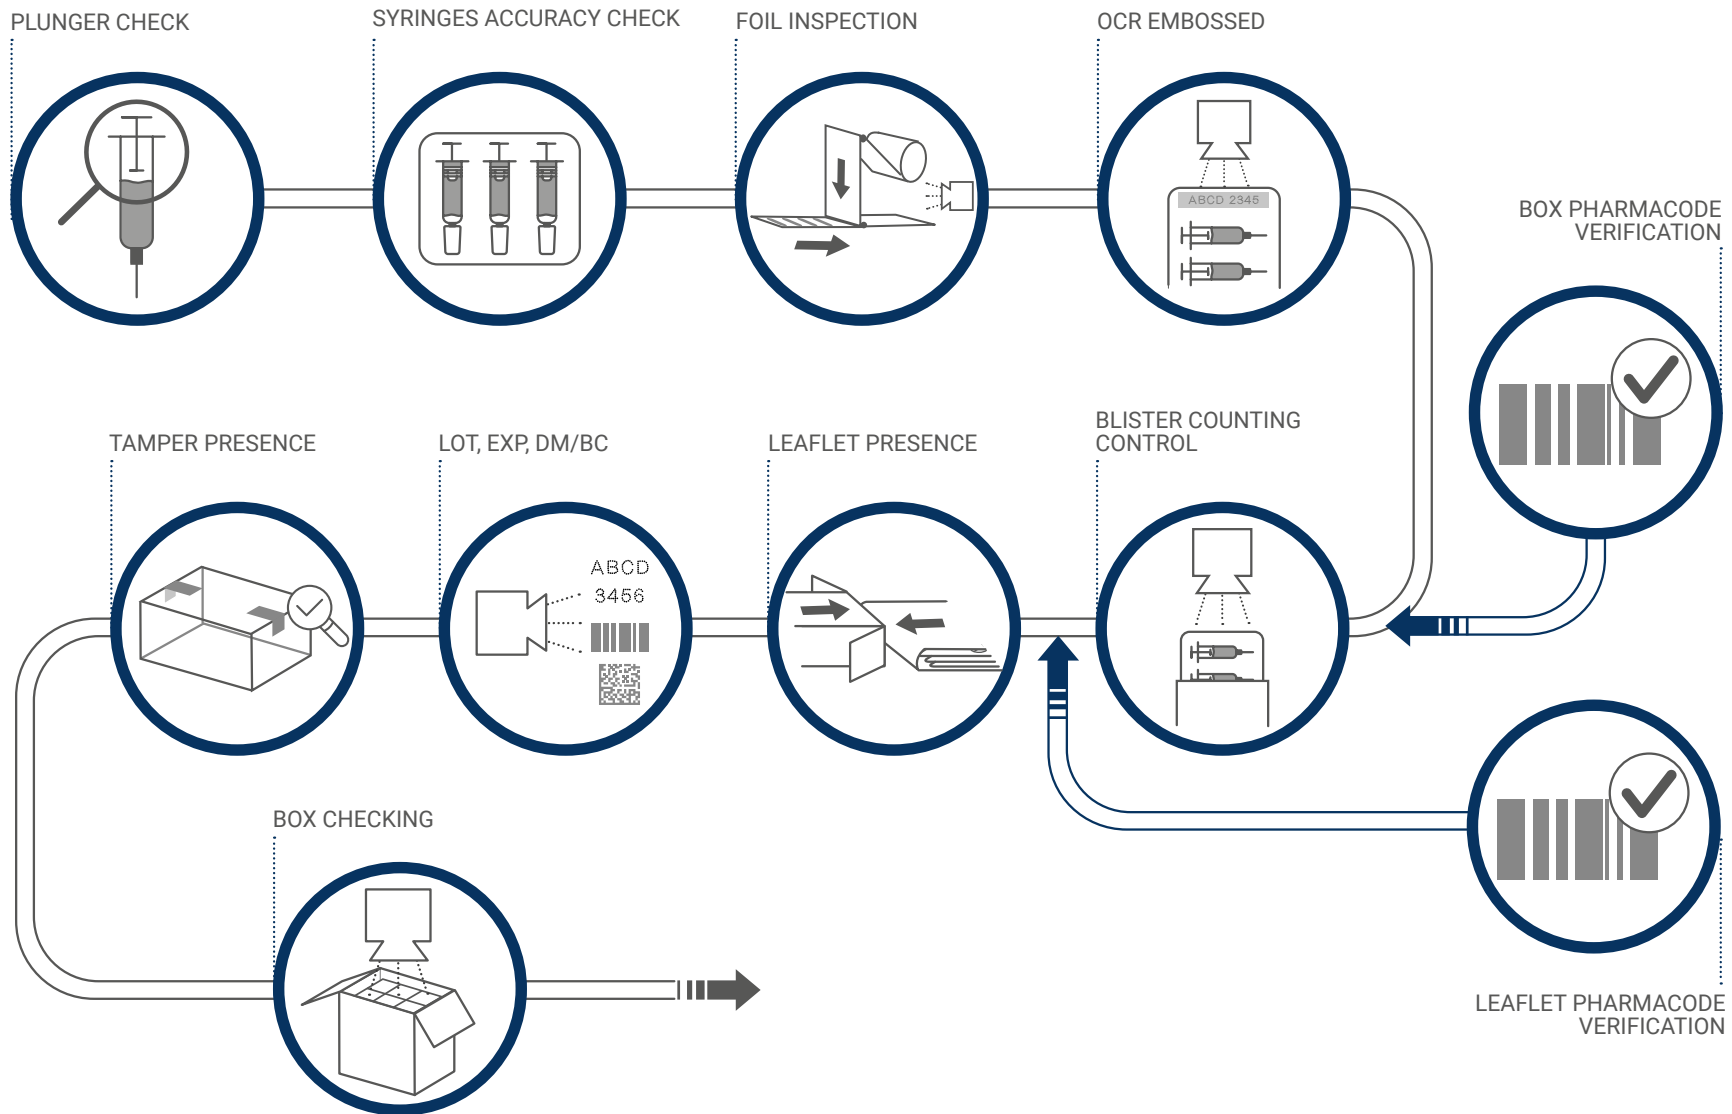 PLUNGER CHECK
SYRINGES ACCURACY CHECK
FOIL INSPECTION
OCR EMBOSSED
ABCD 2345
BOX PHARMACODE
VERIFICATION
TAMPER PRESENCE
LOT, EXP, DM/BC
LEAFLET PRESENCE
BLISTER COUNTING
CONTROL
ABCD
3456
BOX CHECKING
LEAFLET PHARMACODE
VERIFICATION